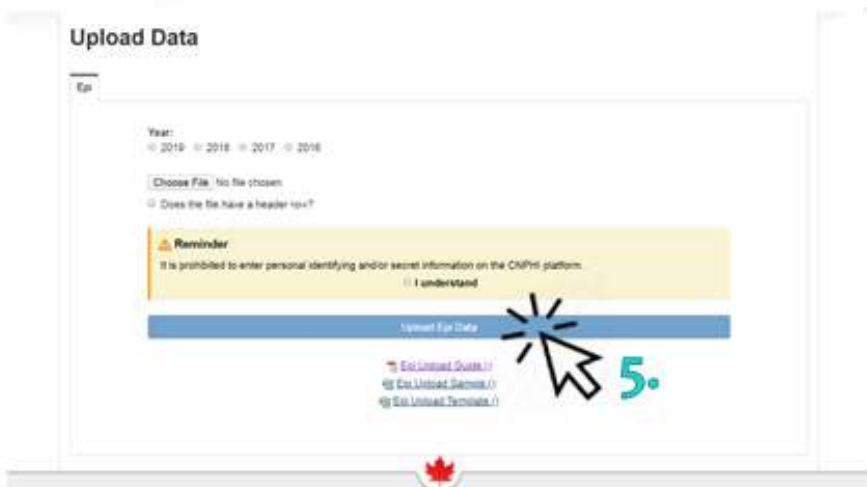 Upload Data
Epi
Year:
2019 2018 2017 2016
Choose File No file chosen
Does the file have a header row?
Reminder
It is prohibited to enter personal identifying and/or secret information on the CNPHI platform.
I understand
Upload Epi Data
Epi Upload Guide ()
Epi Upload Sample ()
Epi Upload Template ()
5.